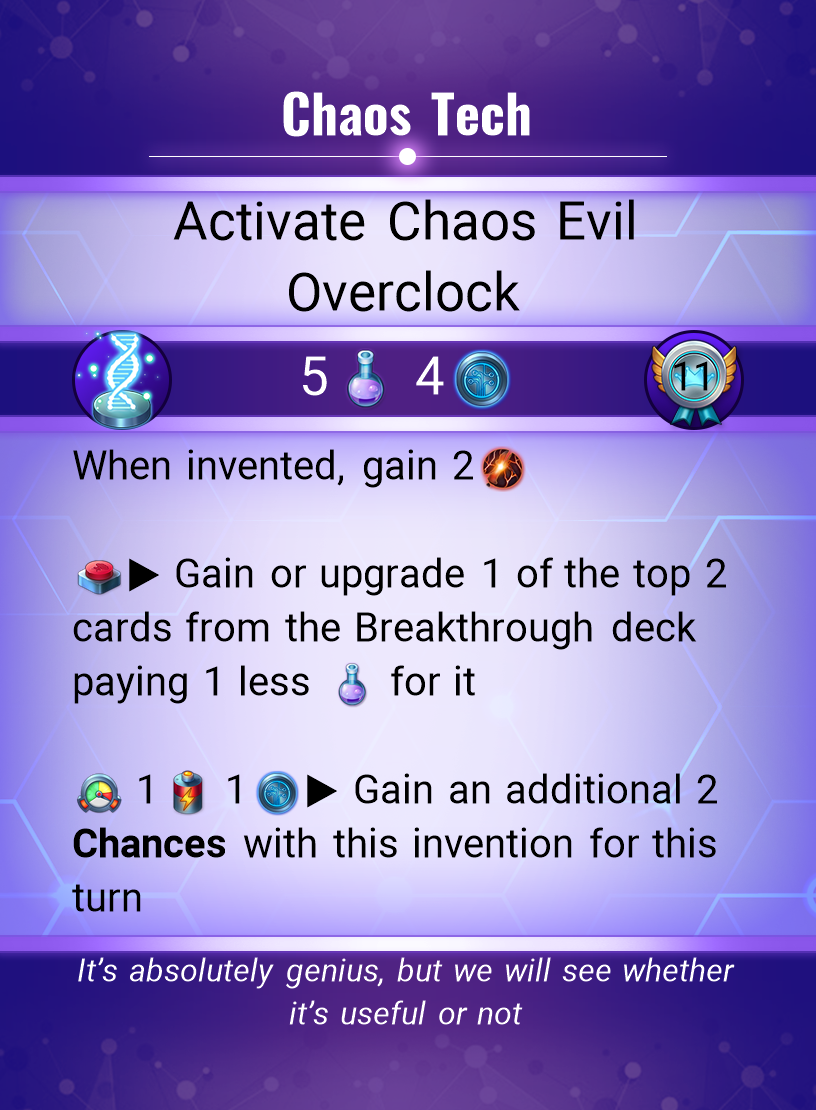 Chaos Tech
Activate Chaos Evil
Overclock
5 4 11
When invented, gain 2
▶ Gain or upgrade 1 of the top 2
cards from the Breakthrough deck
paying 1 less for it
1 1 ▶ Gain an additional 2
Chances with this invention for this
turn
It’s absolutely genius, but we will see whether
it’s useful or not